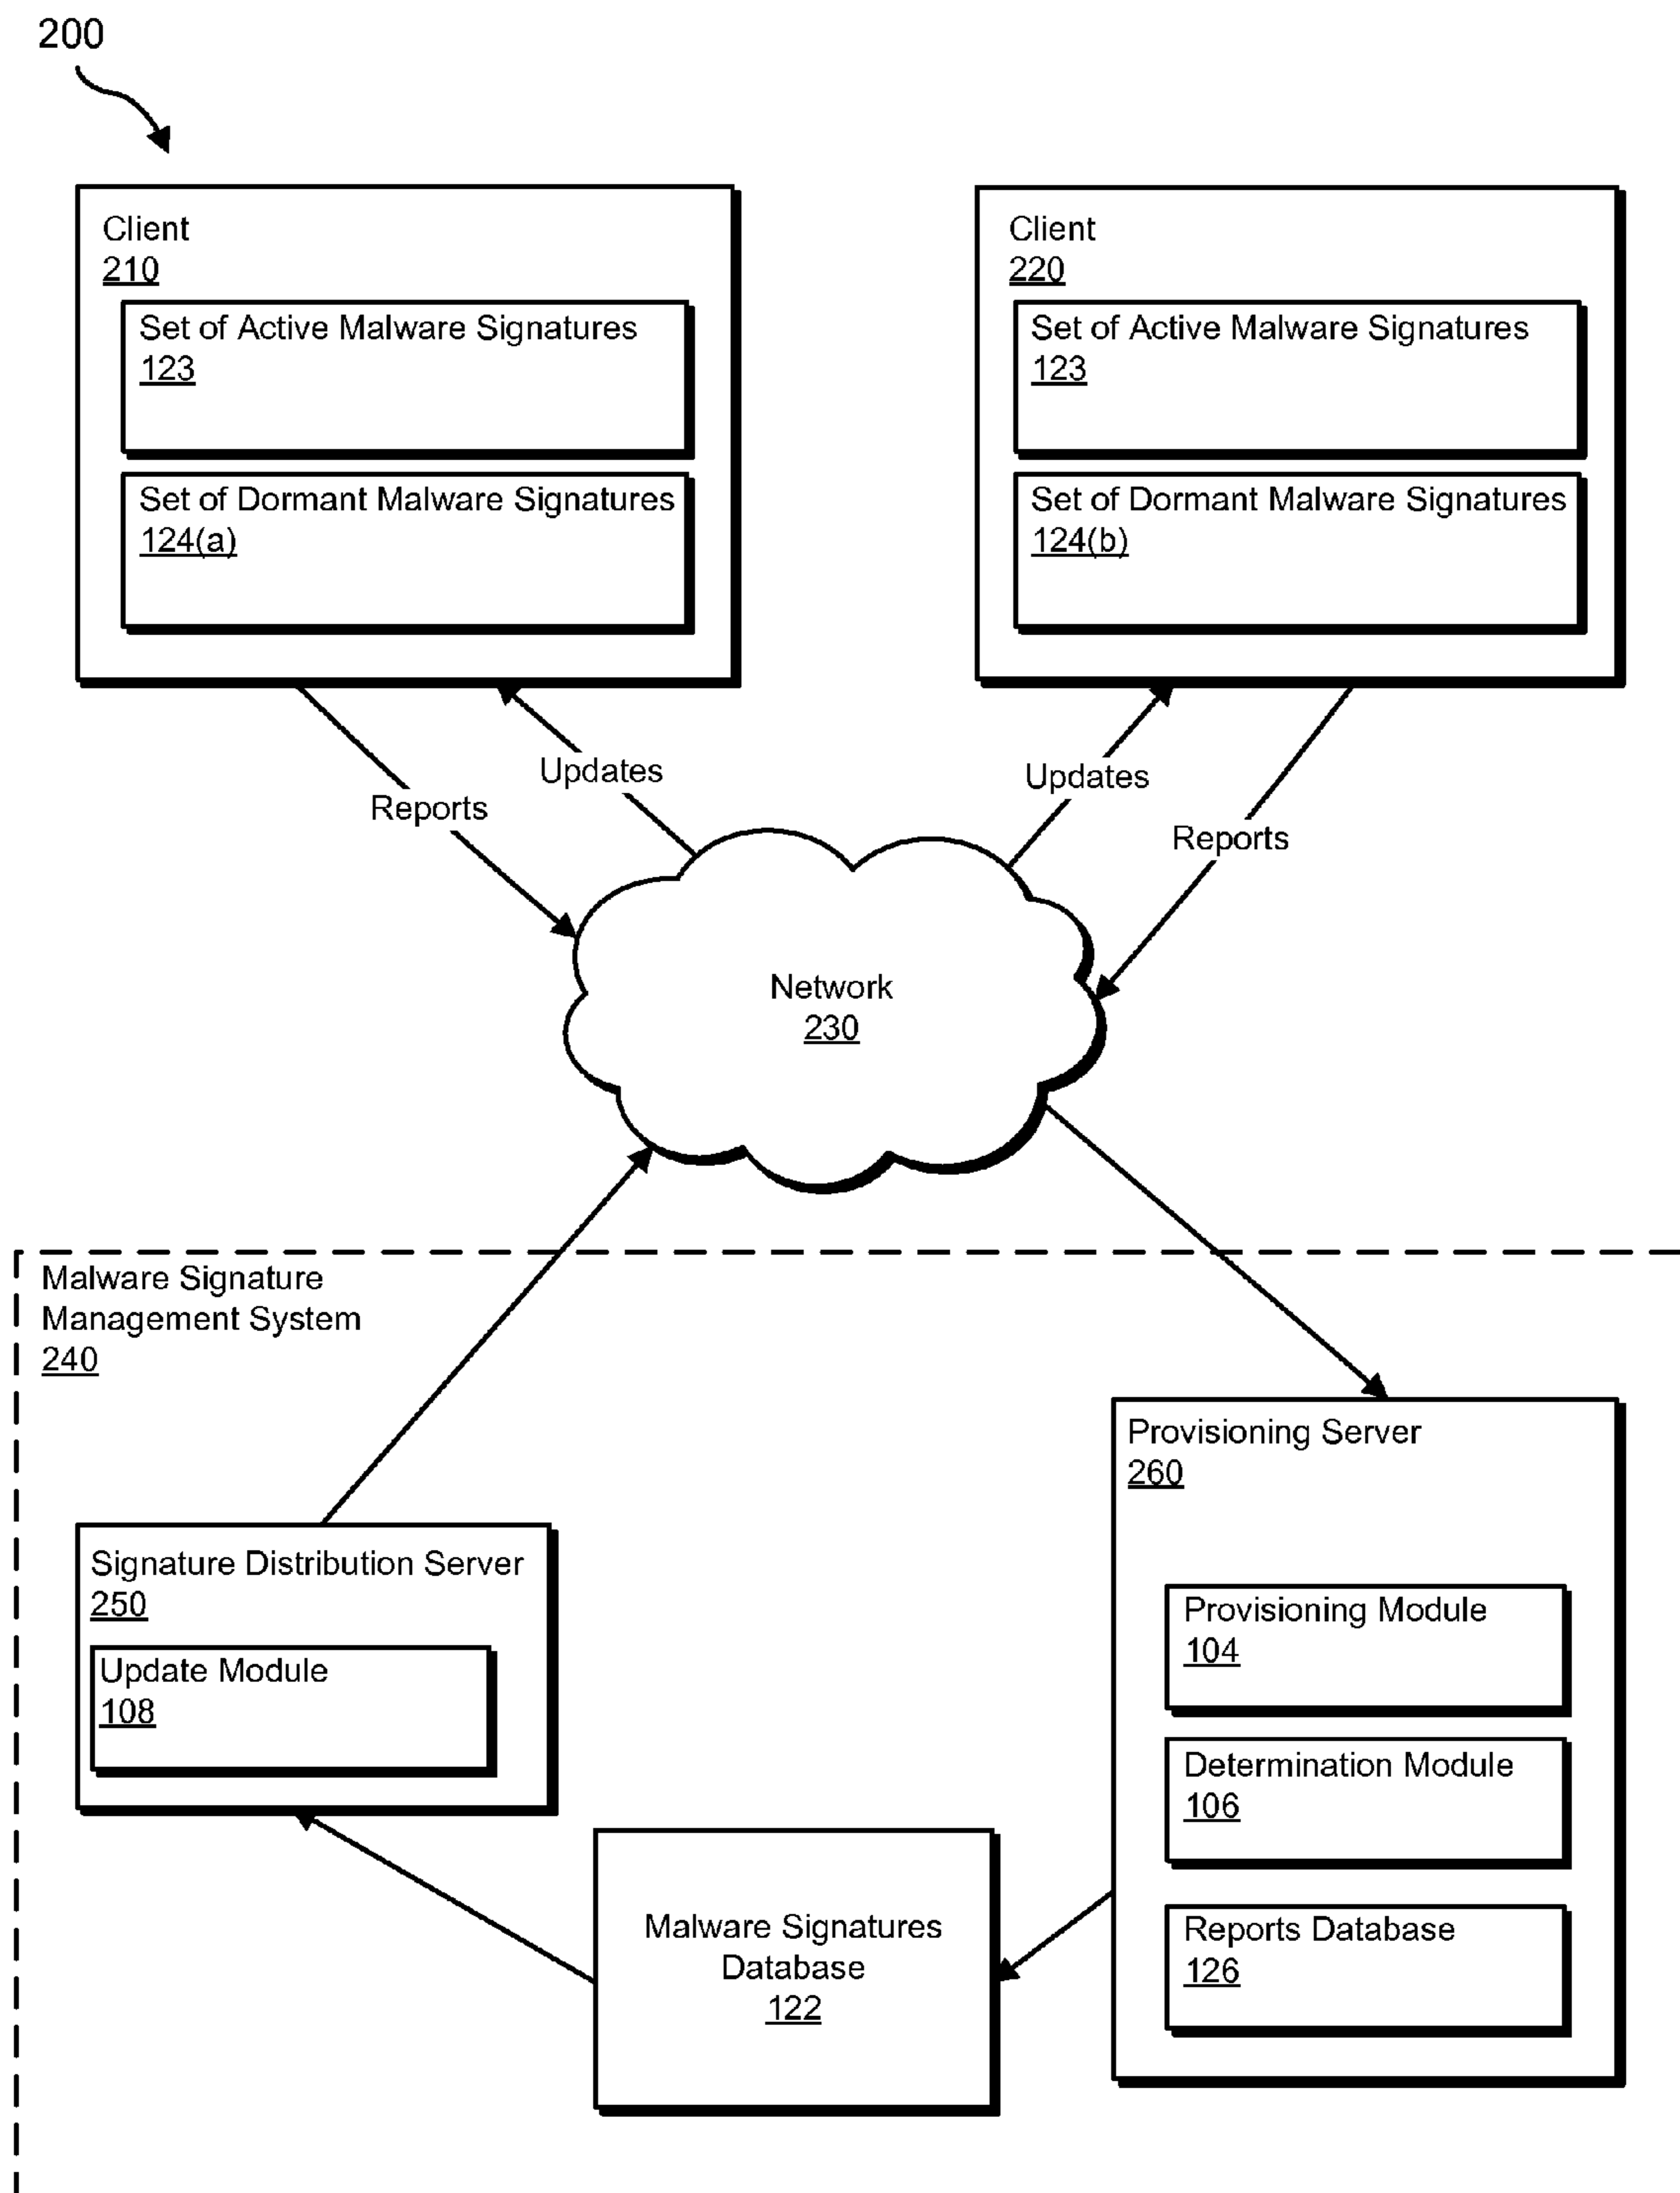 200
Client
210
Set of Active Malware Signatures
123
Set of Dormant Malware Signatures
124(a)
Client
220
Set of Active Malware Signatures
123
Set of Dormant Malware Signatures
124(b)
Reports
Updates
Updates
Reports
Network
230
Malware Signature
Management System
240
Signature Distribution Server
250
Update Module
108
Malware Signatures
Database
122
Provisioning Server
260
Provisioning Module
104
Determination Module
106
Reports Database
126